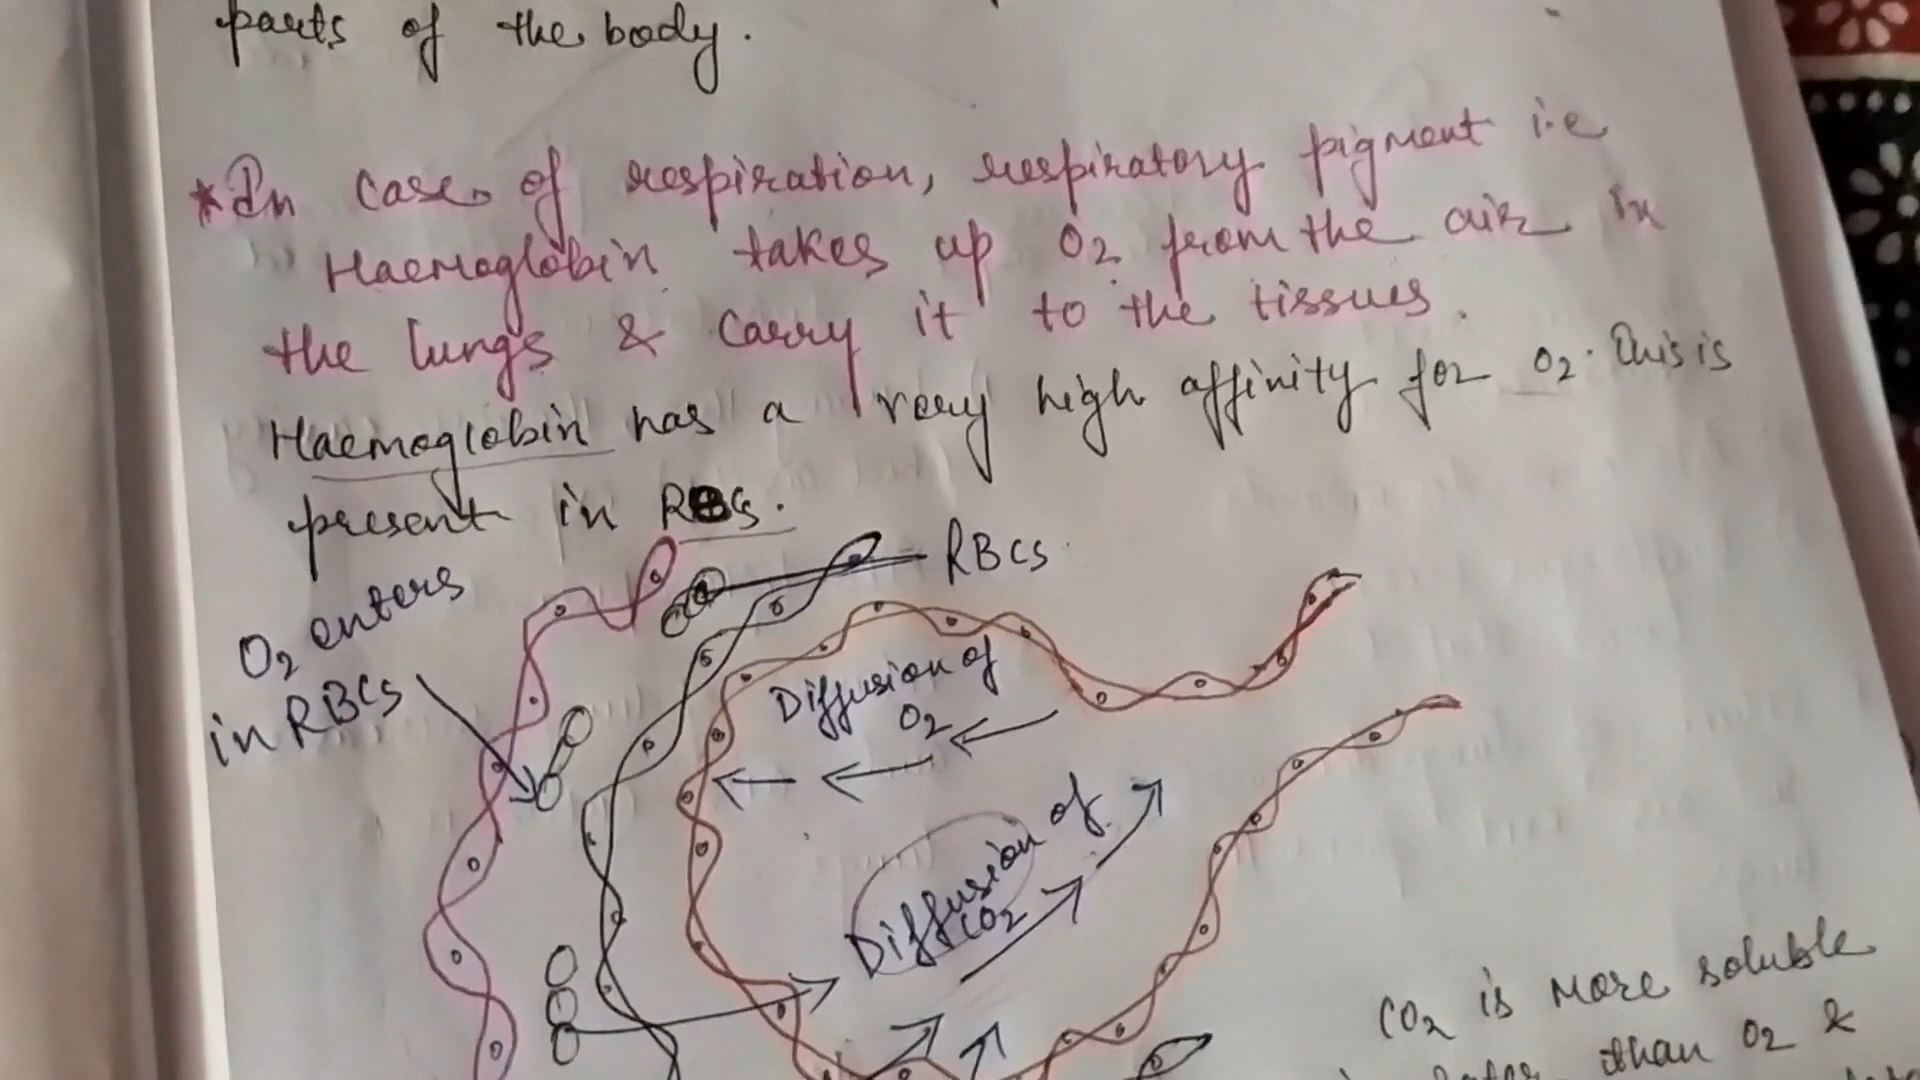 parts of the body.
*In case of respiration, respiratory pigment i.e
Haemoglobin takes up O2 from the air in
the lungs & carry it to the tissues.
Haemoglobin has a very high affinity for O2. This is
present in RBCs.
RBCs
O2 enters
in RBCs
Diffusion of
O2
Diffusion of
CO2
CO2 is more soluble
than O2 &